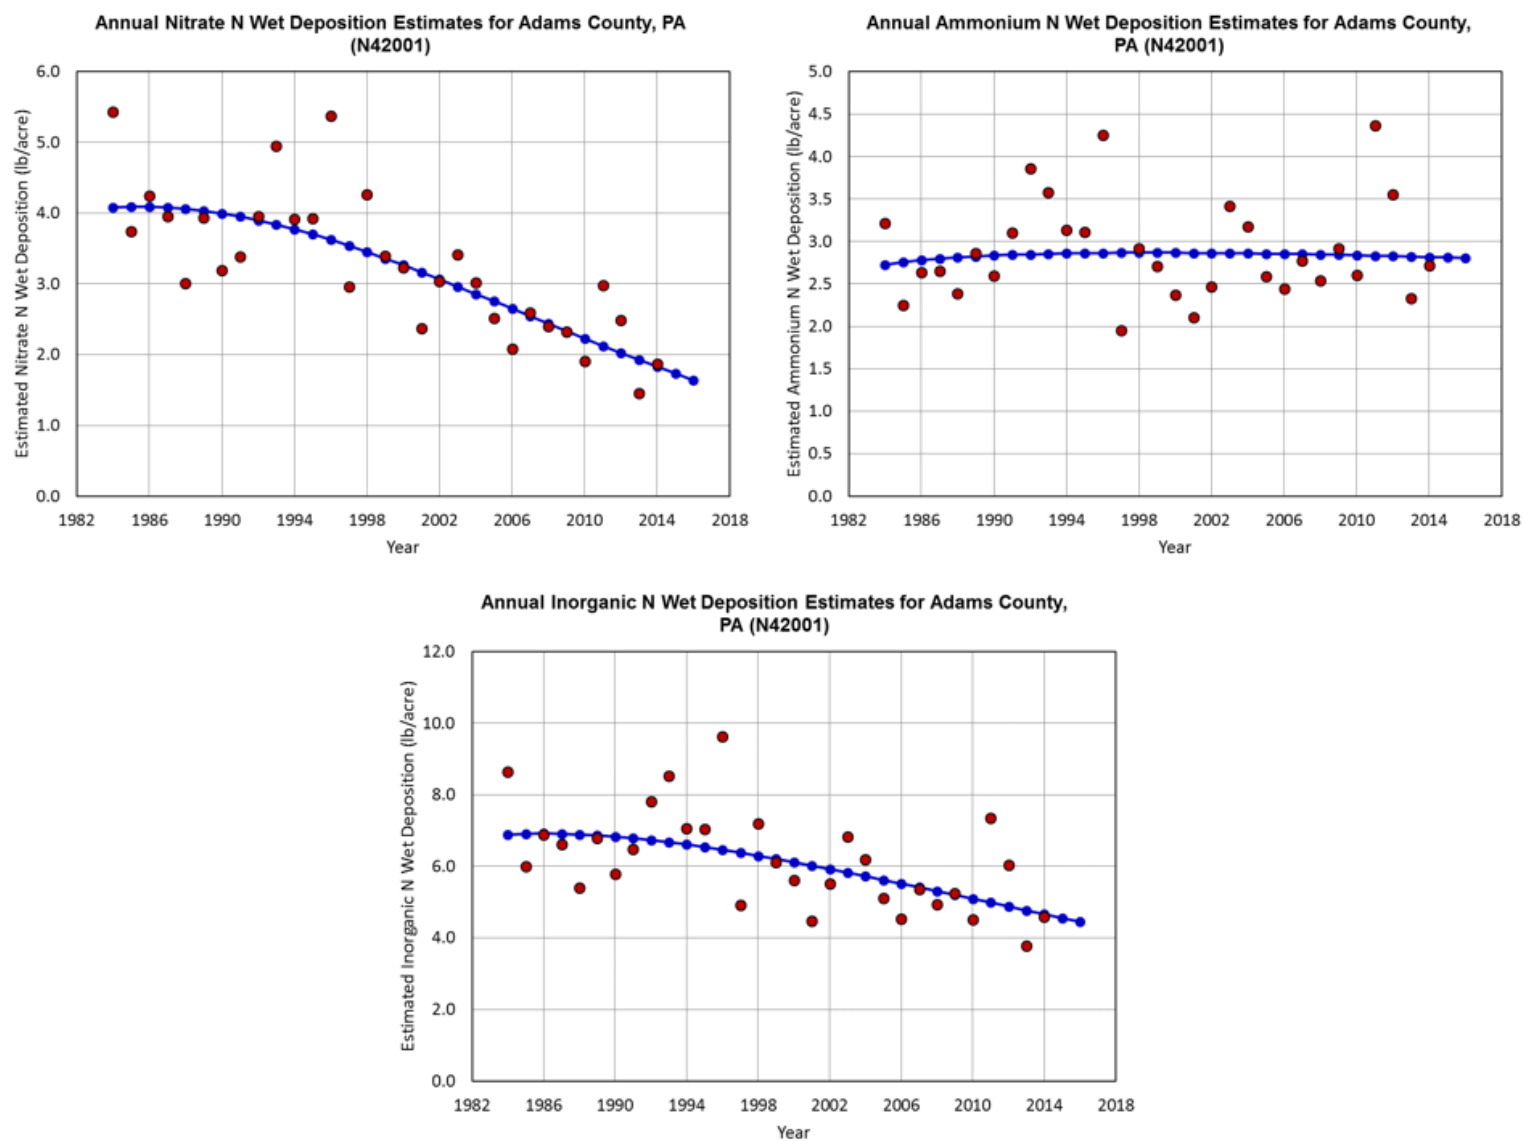 Annual Nitrate N Wet Deposition Estimates for Adams County, PA
(N42001)
Estimated Nitrate N Wet Deposition (lb/acre)
6.0
5.0
4.0
3.0
2.0
1.0
0.0
1982 1986 1990 1994 1998 2002 2006 2010 2014 2018
Year
Annual Ammonium N Wet Deposition Estimates for Adams County,
PA (N42001)
Estimated Ammonium N Wet Deposition (lb/acre)
5.0
4.5
4.0
3.5
3.0
2.5
2.0
1.5
1.0
0.5
0.0
1982 1986 1990 1994 1998 2002 2006 2010 2014 2018
Year
Annual Inorganic N Wet Deposition Estimates for Adams County,
PA (N42001)
Estimated Inorganic N Wet Deposition (lb/acre)
12.0
10.0
8.0
6.0
4.0
2.0
0.0
1982 1986 1990 1994 1998 2002 2006 2010 2014 2018
Year